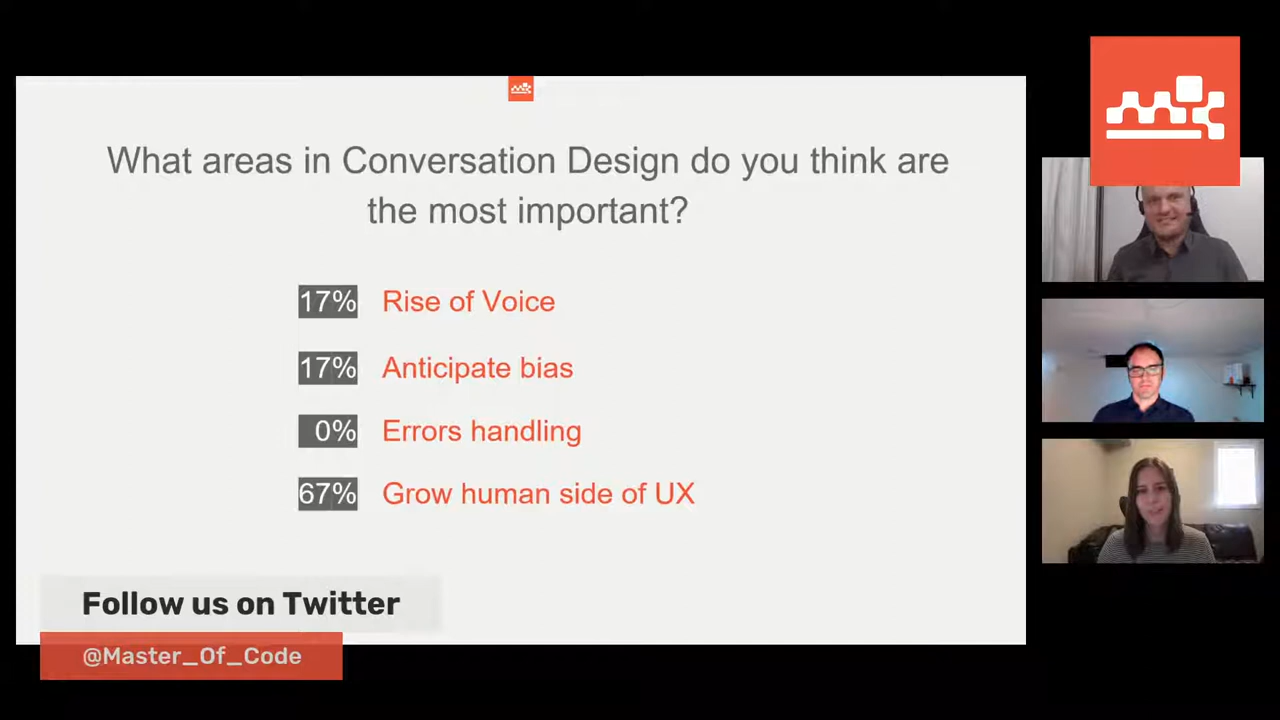 What areas in Conversation Design do you think are
the most important?
17% Rise of Voice
17% Anticipate bias
0% Errors handling
67% Grow human side of UX
Follow us on Twitter
@Master_Of_Code